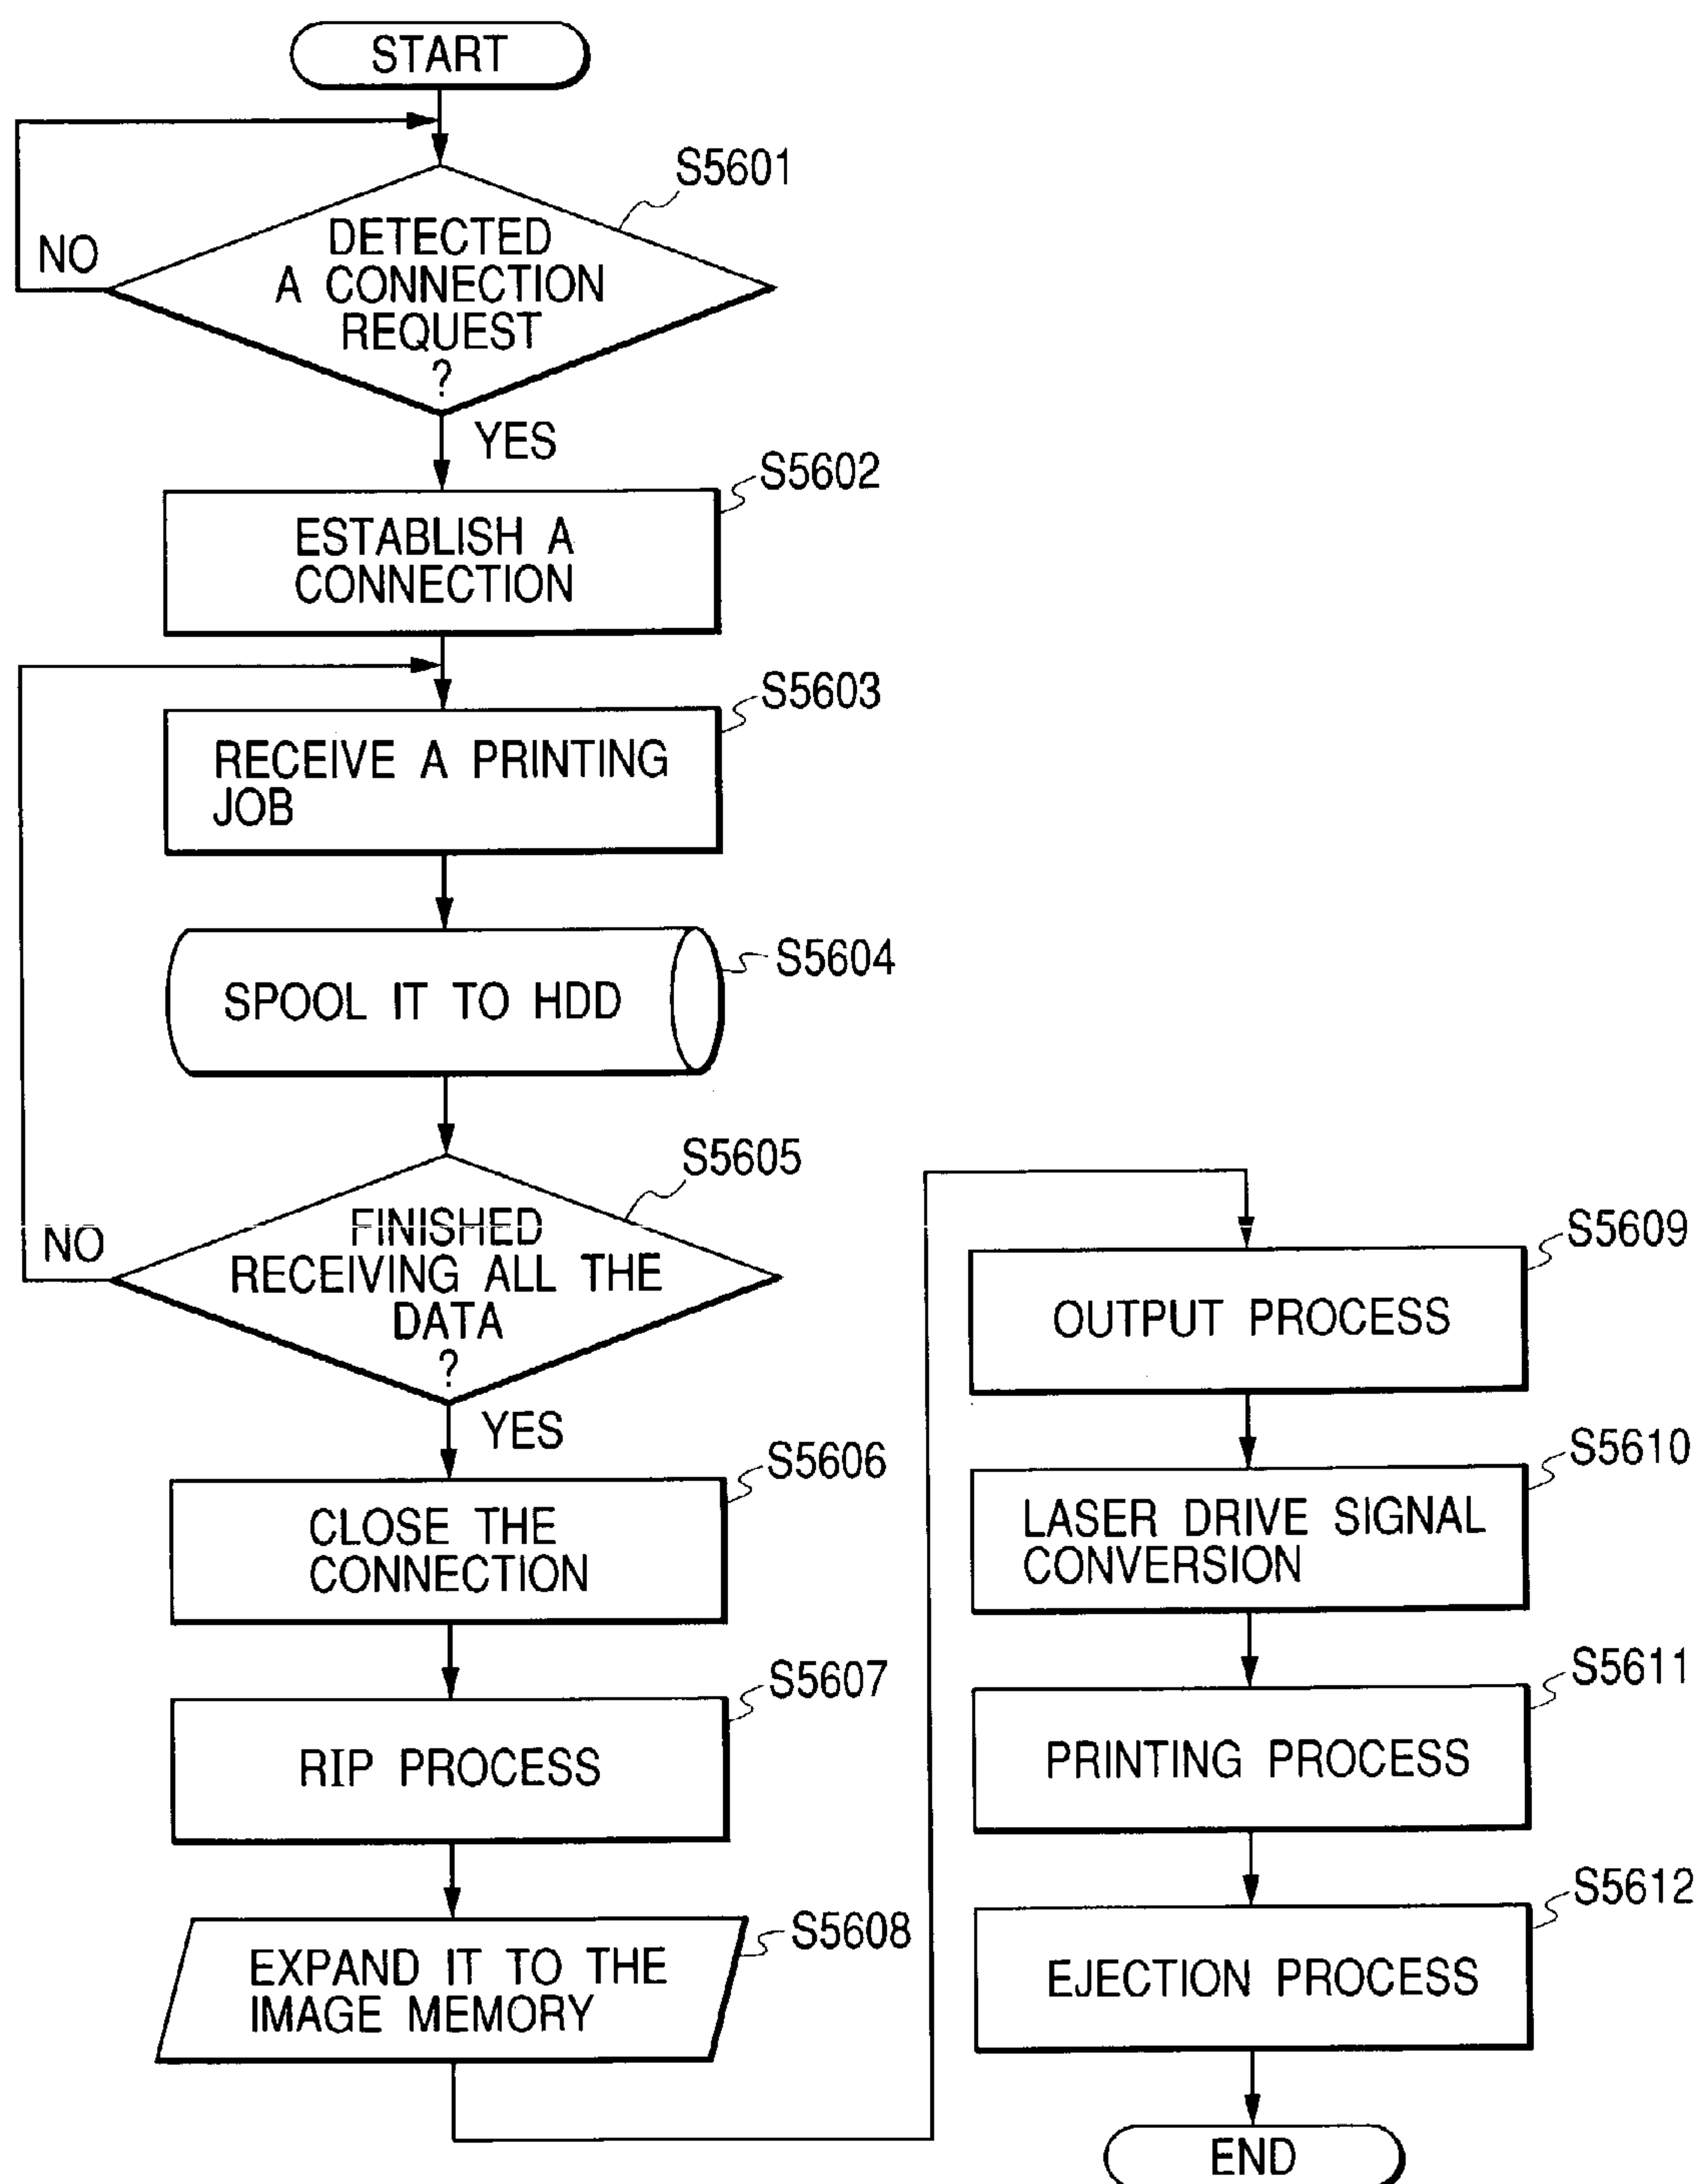 START
S5601
NO
DETECTED
A CONNECTION
REQUEST
?
YES
S5602
ESTABLISH A
CONNECTION
S5603
RECEIVE A PRINTING
JOB
S5604
SPOOL IT TO HDD
S5605
NO
FINISHED
RECEIVING ALL THE
DATA
?
YES
S5606
CLOSE THE
CONNECTION
S5607
RIP PROCESS
S5608
EXPAND IT TO THE
IMAGE MEMORY
S5609
OUTPUT PROCESS
S5610
LASER DRIVE SIGNAL
CONVERSION
S5611
PRINTING PROCESS
S5612
EJECTION PROCESS
END